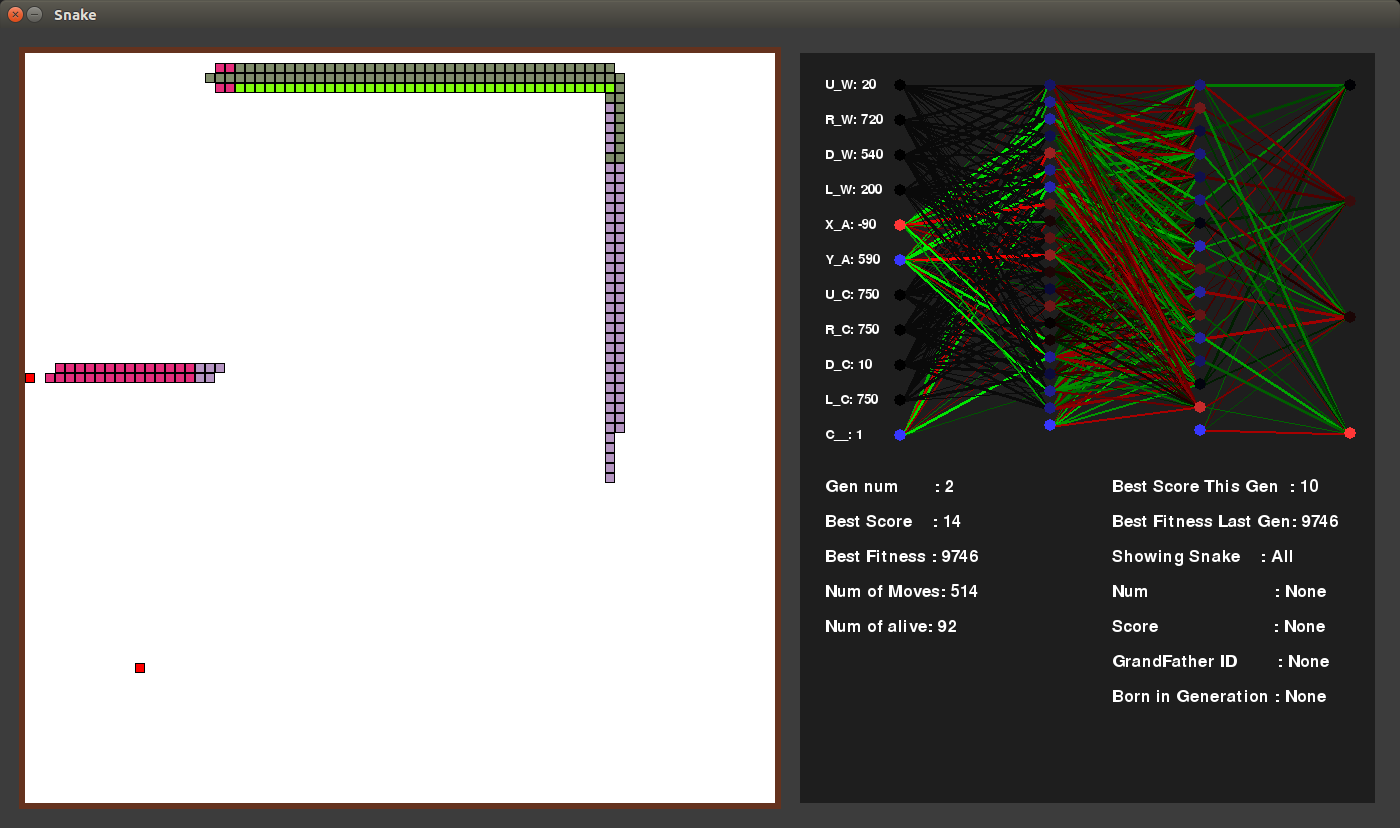 Snake
U_W: 20
R_W: 720
D_W: 540
L_W: 200
X_A: -90
Y_A: 590
U_C: 750
R_C: 750
D_C: 10
L_C: 750
C__: 1
Gen num : 2
Best Score : 14
Best Fitness : 9746
Num of Moves: 514
Num of alive: 92
Best Score This Gen : 10
Best Fitness Last Gen: 9746
Showing Snake : All
Num : None
Score : None
GrandFather ID : None
Born in Generation : None